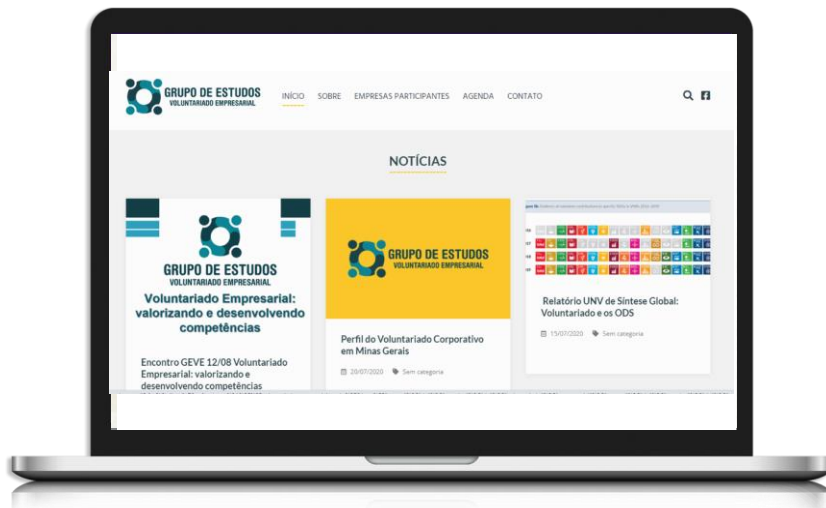 GRUPO DE ESTUDOS
VOLUNTARIADO EMPRESARIAL
INÍCIO SOBRE EMPRESAS PARTICIPANTES AGENDA CONTATO
NOTÍCIAS
GRUPO DE ESTUDOS
VOLUNTARIADO EMPRESARIAL
Voluntariado Empresarial:
valorizando e desenvolvendo
competências
Encontro GEVE 12/08 Voluntariado
Empresarial: valorizando e
desenvolvendo competências
GRUPO DE ESTUDOS
VOLUNTARIADO EMPRESARIAL
Perfil do Voluntariado Corporativo
em Minas Gerais
20/07/2020 Sem categoria
Relatório UNV de Síntese Global:
Voluntariado e os ODS
15/07/2020 Sem categoria